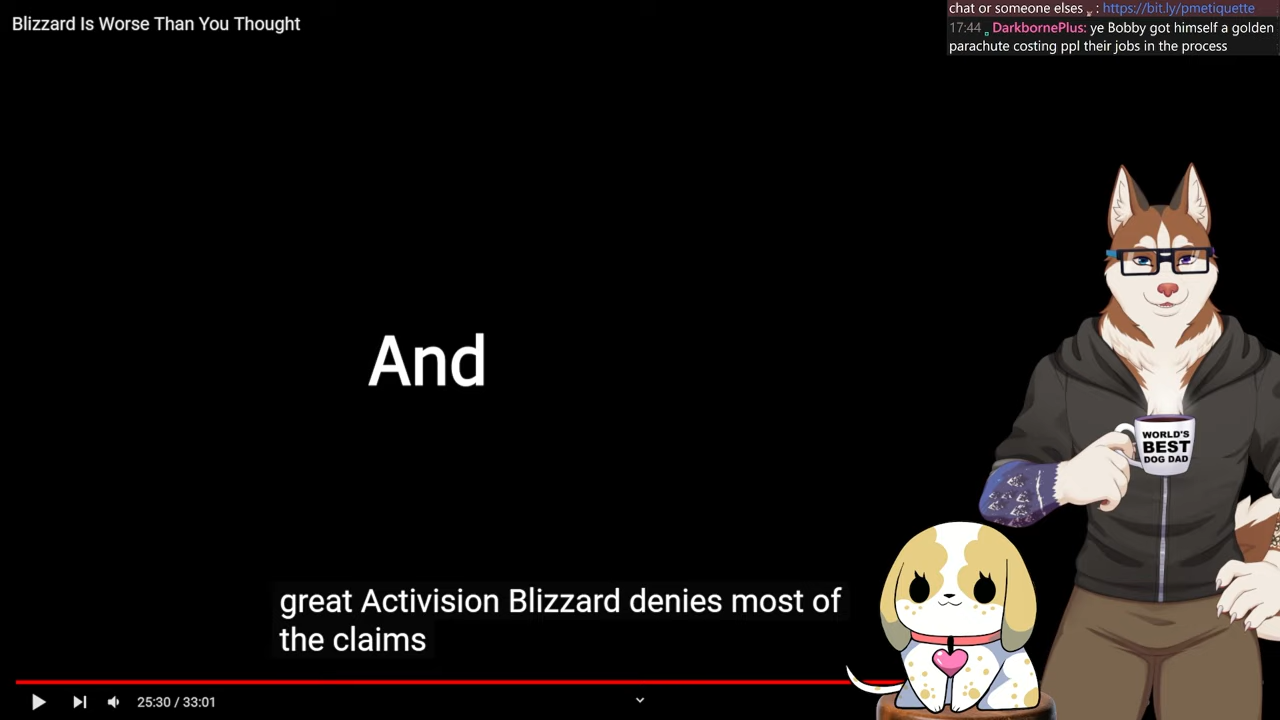 Blizzard Is Worse Than You Thought
chat or someone elses : https://bit.ly/pmetiquette
17:44 DarkbornePlus: ye Bobby got himself a golden
parachute costing ppl their jobs in the process
And
WORLD'S
BEST
DOG DAD
great Activision Blizzard denies most of
the claims
25:30 / 33:01